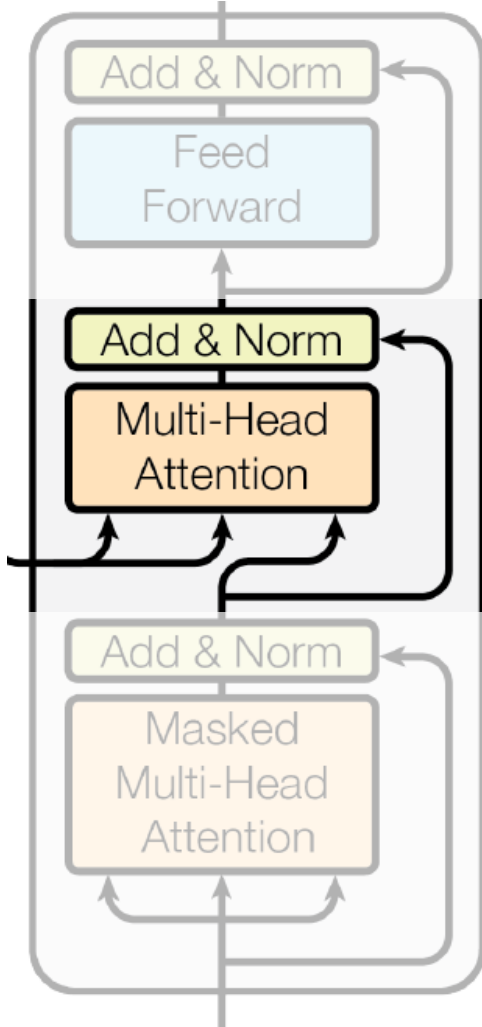 Add & Norm
Feed
Forward
Add & Norm
Multi-Head
Attention
Add & Norm
Masked
Multi-Head
Attention